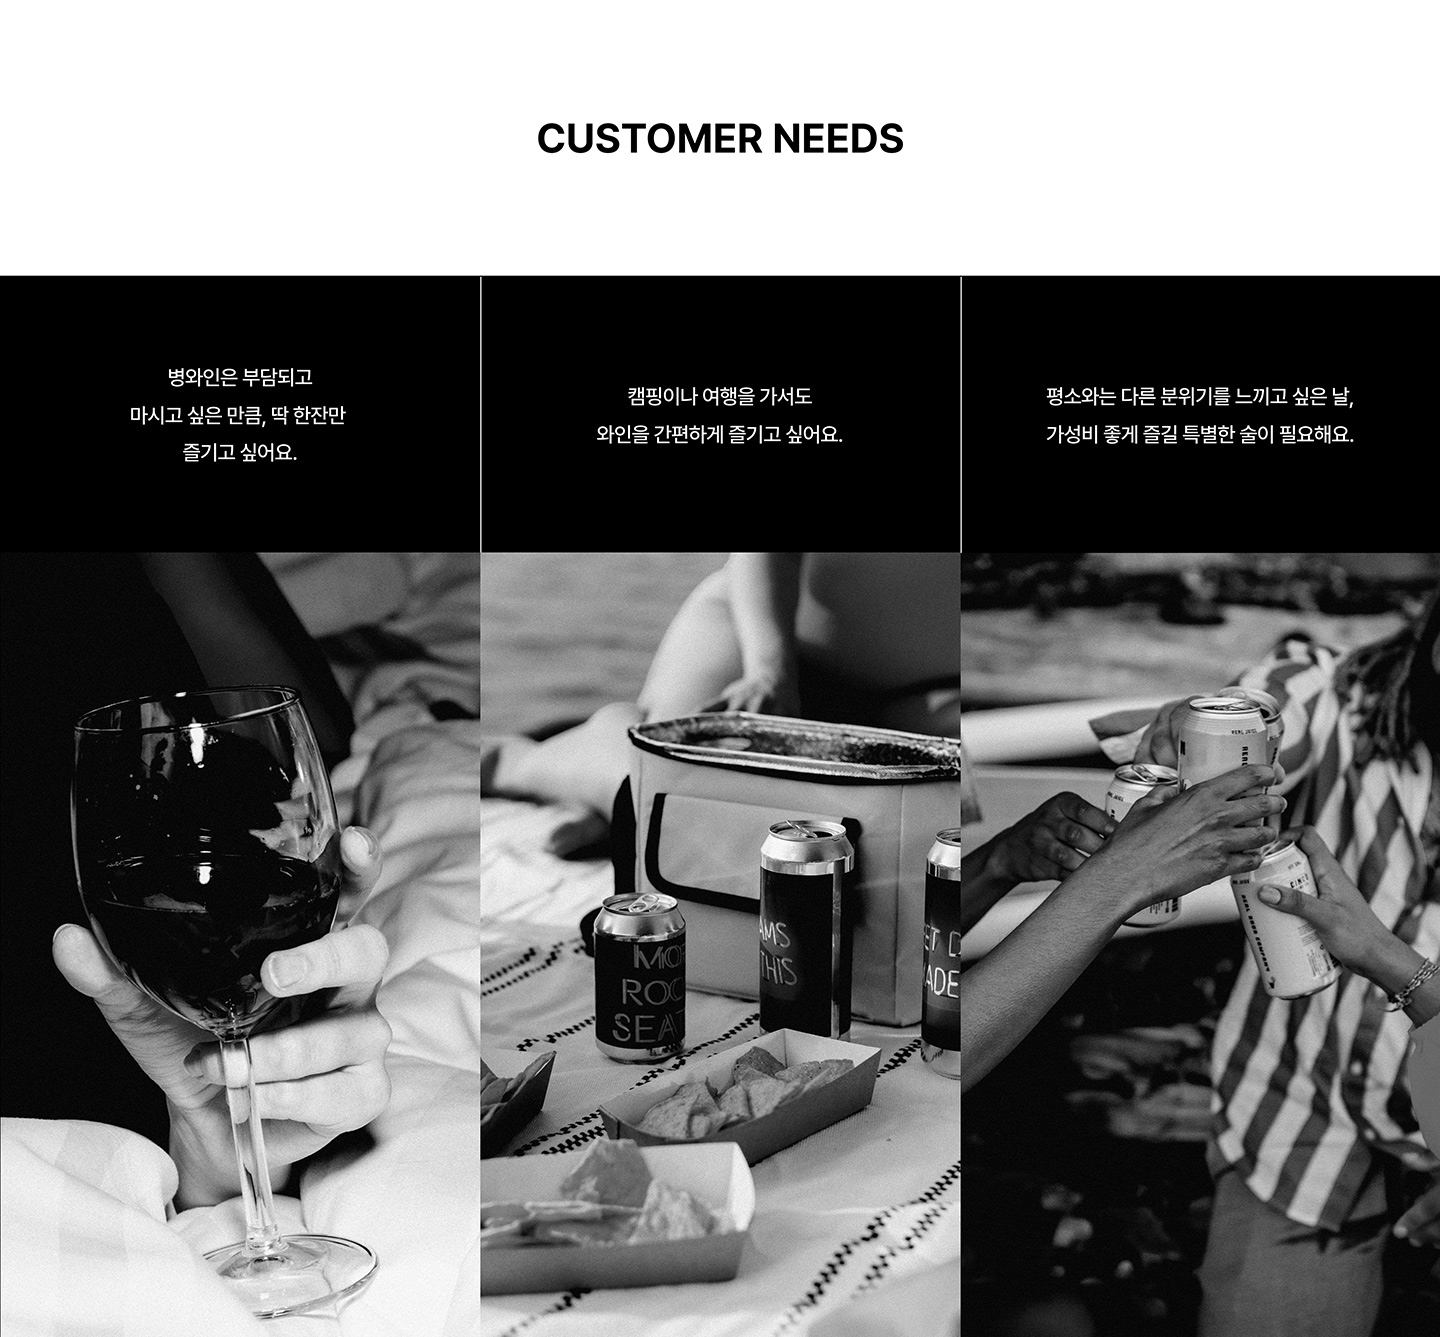 CUSTOMER NEEDS
병와인은 부담되고
마시고 싶은 만큼, 딱 한잔만
즐기고 싶어요.
캠핑이나 여행을 가서도
와인을 간편하게 즐기고 싶어요.
평소와는 다른 분위기를 느끼고 싶은 날,
가성비 좋게 즐길 특별한 술이 필요해요.
AMS
THIS
ROC
SEAT
ET D
ADE
REAL JUICE